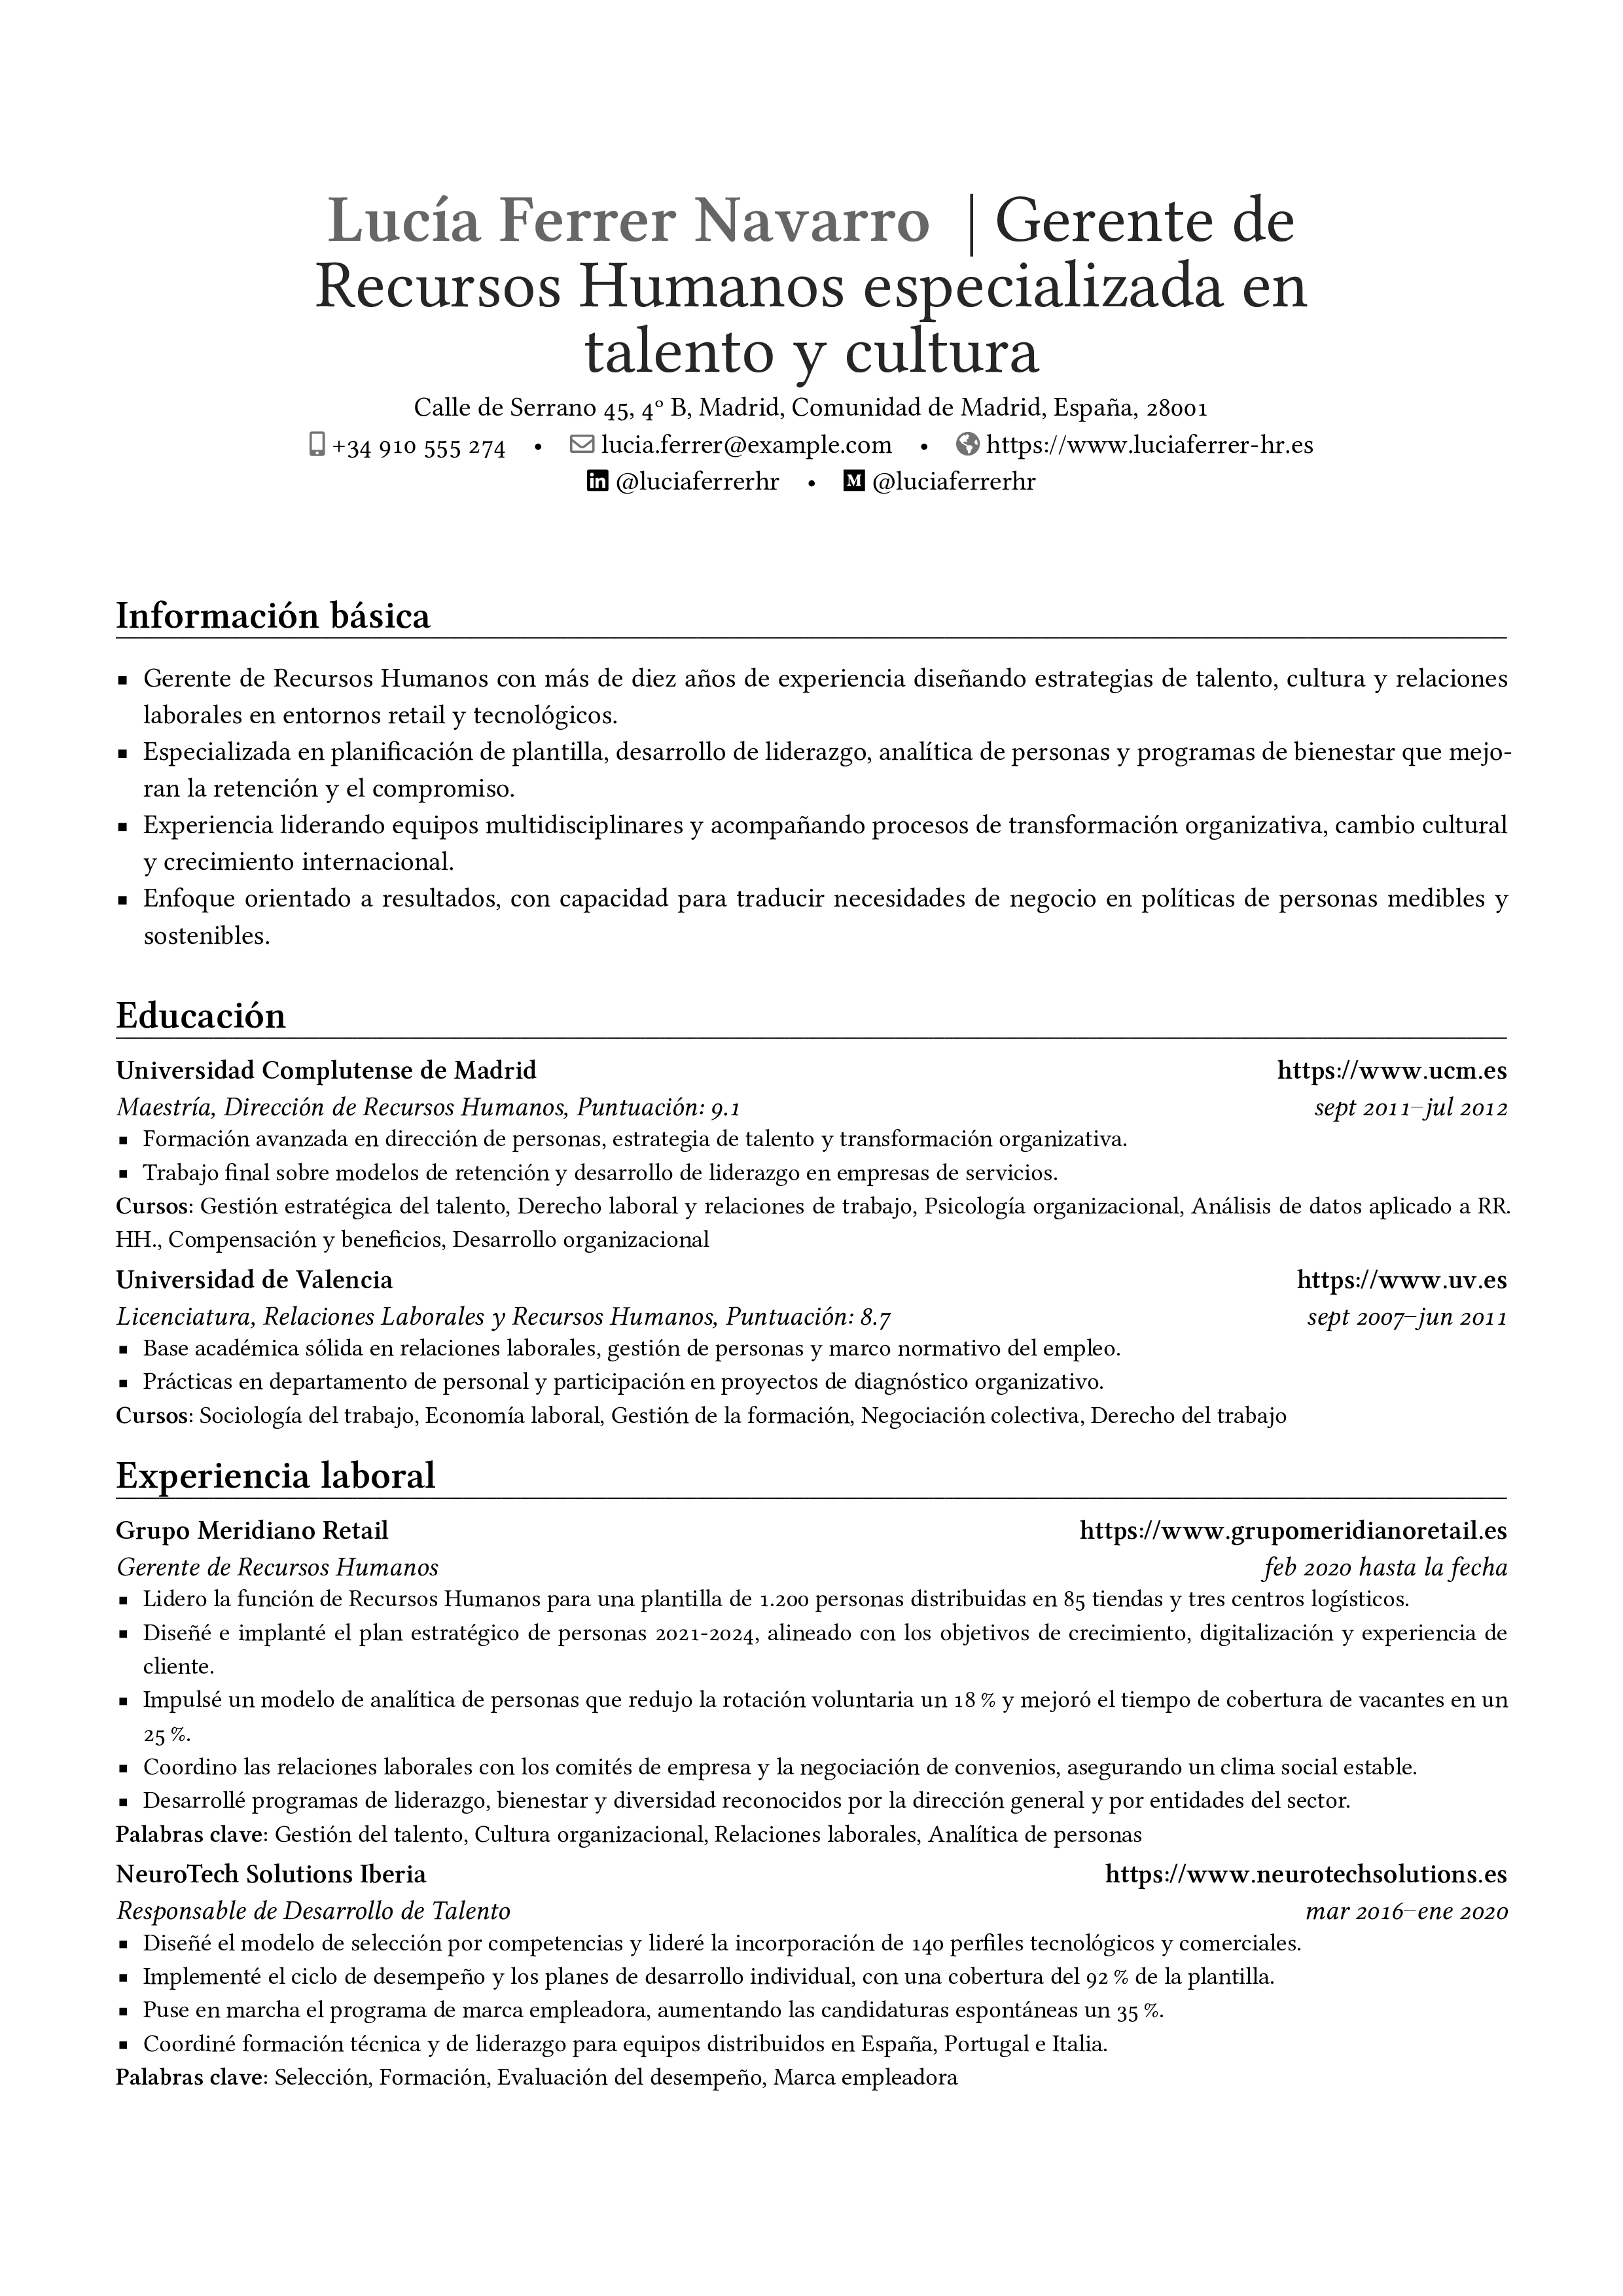 Lucía Ferrer Navarro | Gerente de
Recursos Humanos especializada en
talento y cultura
Calle de Serrano 45, 4º B, Madrid, Comunidad de Madrid, España, 28001
+34 910 555 274 • lucia.ferrer@example.com • https://www.luciaferrer-hr.es
@luciaferrerhr • @luciaferrerhr
Información básica
▪ Gerente de Recursos Humanos con más de diez años de experiencia diseñando estrategias de talento, cultura y relaciones
laborales en entornos retail y tecnológicos.
▪ Especializada en planificación de plantilla, desarrollo de liderazgo, analítica de personas y programas de bienestar que mejo-
ran la retención y el compromiso.
▪ Experiencia liderando equipos multidisciplinares y acompañando procesos de transformación organizativa, cambio cultural
y crecimiento internacional.
▪ Enfoque orientado a resultados, con capacidad para traducir necesidades de negocio en políticas de personas medibles y
sostenibles.
Educación
Universidad Complutense de Madrid https://www.ucm.es
Maestría, Dirección de Recursos Humanos, Puntuación: 9.1 sept 2011–jul 2012
▪ Formación avanzada en dirección de personas, estrategia de talento y transformación organizativa.
▪ Trabajo final sobre modelos de retención y desarrollo de liderazgo en empresas de servicios.
Cursos: Gestión estratégica del talento, Derecho laboral y relaciones de trabajo, Psicología organizacional, Análisis de datos aplicado a RR.
HH., Compensación y beneficios, Desarrollo organizacional
Universidad de Valencia https://www.uv.es
Licenciatura, Relaciones Laborales y Recursos Humanos, Puntuación: 8.7 sept 2007–jun 2011
▪ Base académica sólida en relaciones laborales, gestión de personas y marco normativo del empleo.
▪ Prácticas en departamento de personal y participación en proyectos de diagnóstico organizativo.
Cursos: Sociología del trabajo, Economía laboral, Gestión de la formación, Negociación colectiva, Derecho del trabajo
Experiencia laboral
Grupo Meridiano Retail https://www.grupomeridianoretail.es
Gerente de Recursos Humanos feb 2020 hasta la fecha
▪ Lidero la función de Recursos Humanos para una plantilla de 1.200 personas distribuidas en 85 tiendas y tres centros logísticos.
▪ Diseñé e implanté el plan estratégico de personas 2021-2024, alineado con los objetivos de crecimiento, digitalización y experiencia de
cliente.
▪ Impulsé un modelo de analítica de personas que redujo la rotación voluntaria un 18 % y mejoró el tiempo de cobertura de vacantes en un
25 %.
▪ Coordino las relaciones laborales con los comités de empresa y la negociación de convenios, asegurando un clima social estable.
▪ Desarrollé programas de liderazgo, bienestar y diversidad reconocidos por la dirección general y por entidades del sector.
Palabras clave: Gestión del talento, Cultura organizacional, Relaciones laborales, Analítica de personas
NeuroTech Solutions Iberia https://www.neurotechsolutions.es
Responsable de Desarrollo de Talento mar 2016–ene 2020
▪ Diseñé el modelo de selección por competencias y lideré la incorporación de 140 perfiles tecnológicos y comerciales.
▪ Implementé el ciclo de desempeño y los planes de desarrollo individual, con una cobertura del 92 % de la plantilla.
▪ Puse en marcha el programa de marca empleadora, aumentando las candidaturas espontáneas un 35 %.
▪ Coordiné formación técnica y de liderazgo para equipos distribuidos en España, Portugal e Italia.
Palabras clave: Selección, Formación, Evaluación del desempeño, Marca empleadora